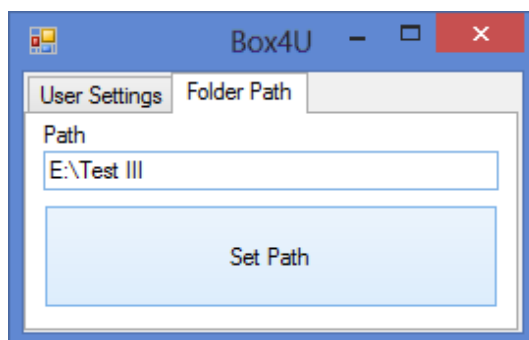 Box4U
User Settings Folder Path
Path
E:\Test III
Set Path